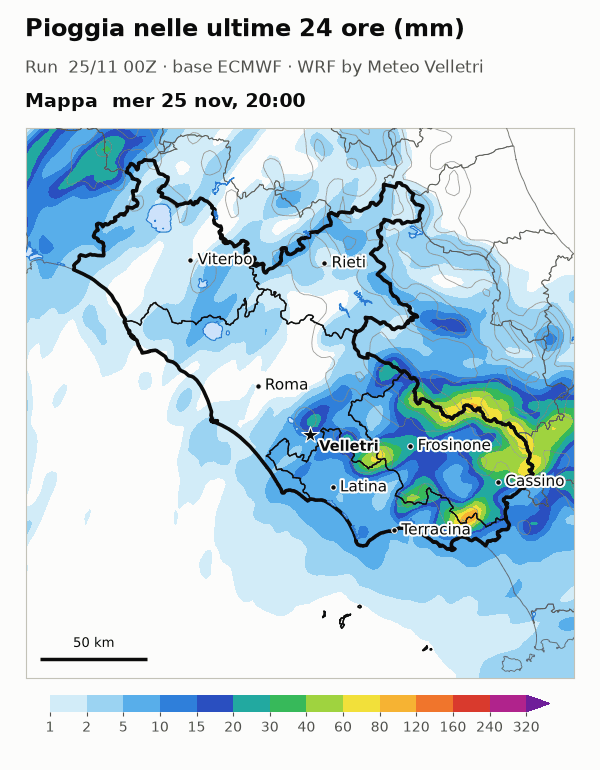 Pioggia nelle ultime 24 ore (mm)
Run  25/11 00Z · base ECMWF · WRF by Meteo Velletri
Mappa  mer 25 nov, 20:00
Viterbo
Rieti
Roma
Velletri
Frosinone
Latina
Cassino
Terracina
50 km
1 2 5 10 15 20 30 40 60 80 120 160 240 320